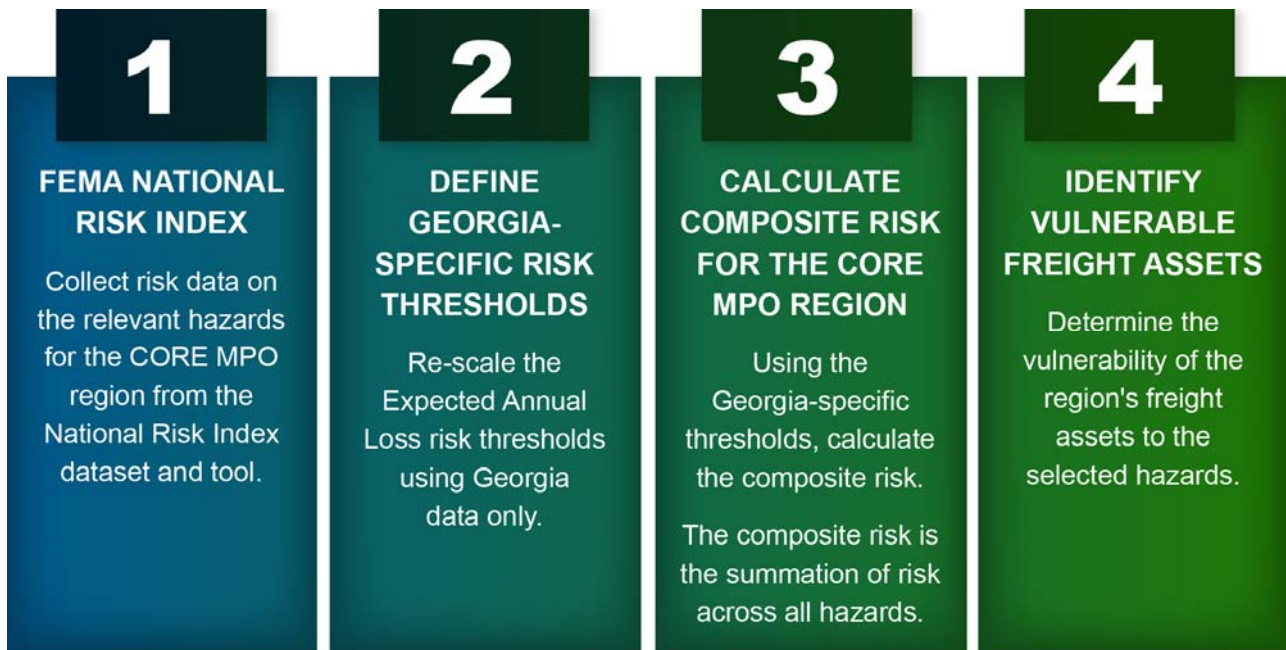 1
FEMA NATIONAL
RISK INDEX
Collect risk data on
the relevant hazards
for the CORE MPO
region from the
National Risk Index
dataset and tool.
2
DEFINE
GEORGIA-
SPECIFIC RISK
THRESHOLDS
Re-scale the
Expected Annual
Loss risk thresholds
using Georgia
data only.
3
CALCULATE
COMPOSITE RISK
FOR THE CORE
MPO REGION
Using the
Georgia-specific
thresholds, calculate
the composite risk.
The composite risk is
the summation of risk
across all hazards.
4
IDENTIFY
VULNERABLE
FREIGHT ASSETS
Determine the
vulnerability of the
region's freight
assets to the
selected hazards.